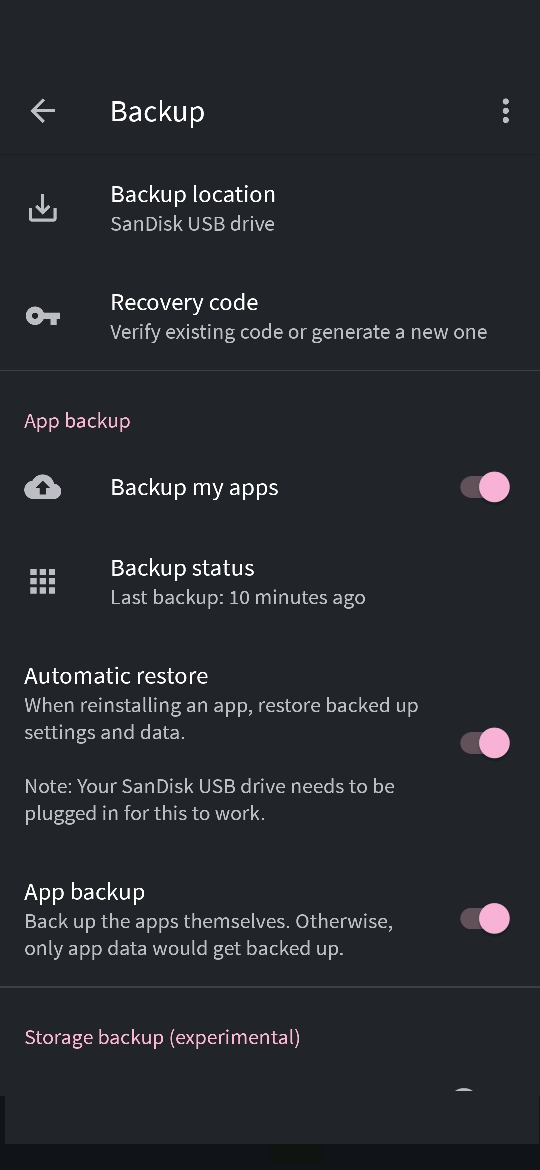 Backup
Backup location
SanDisk USB drive
Recovery code
Verify existing code or generate a new one
App backup
Backup my apps
Backup status
Last backup: 10 minutes ago
Automatic restore
When reinstalling an app, restore backed up
settings and data.
Note: Your SanDisk USB drive needs to be
plugged in for this to work.
App backup
Back up the apps themselves. Otherwise,
only app data would get backed up.
Storage backup (experimental)